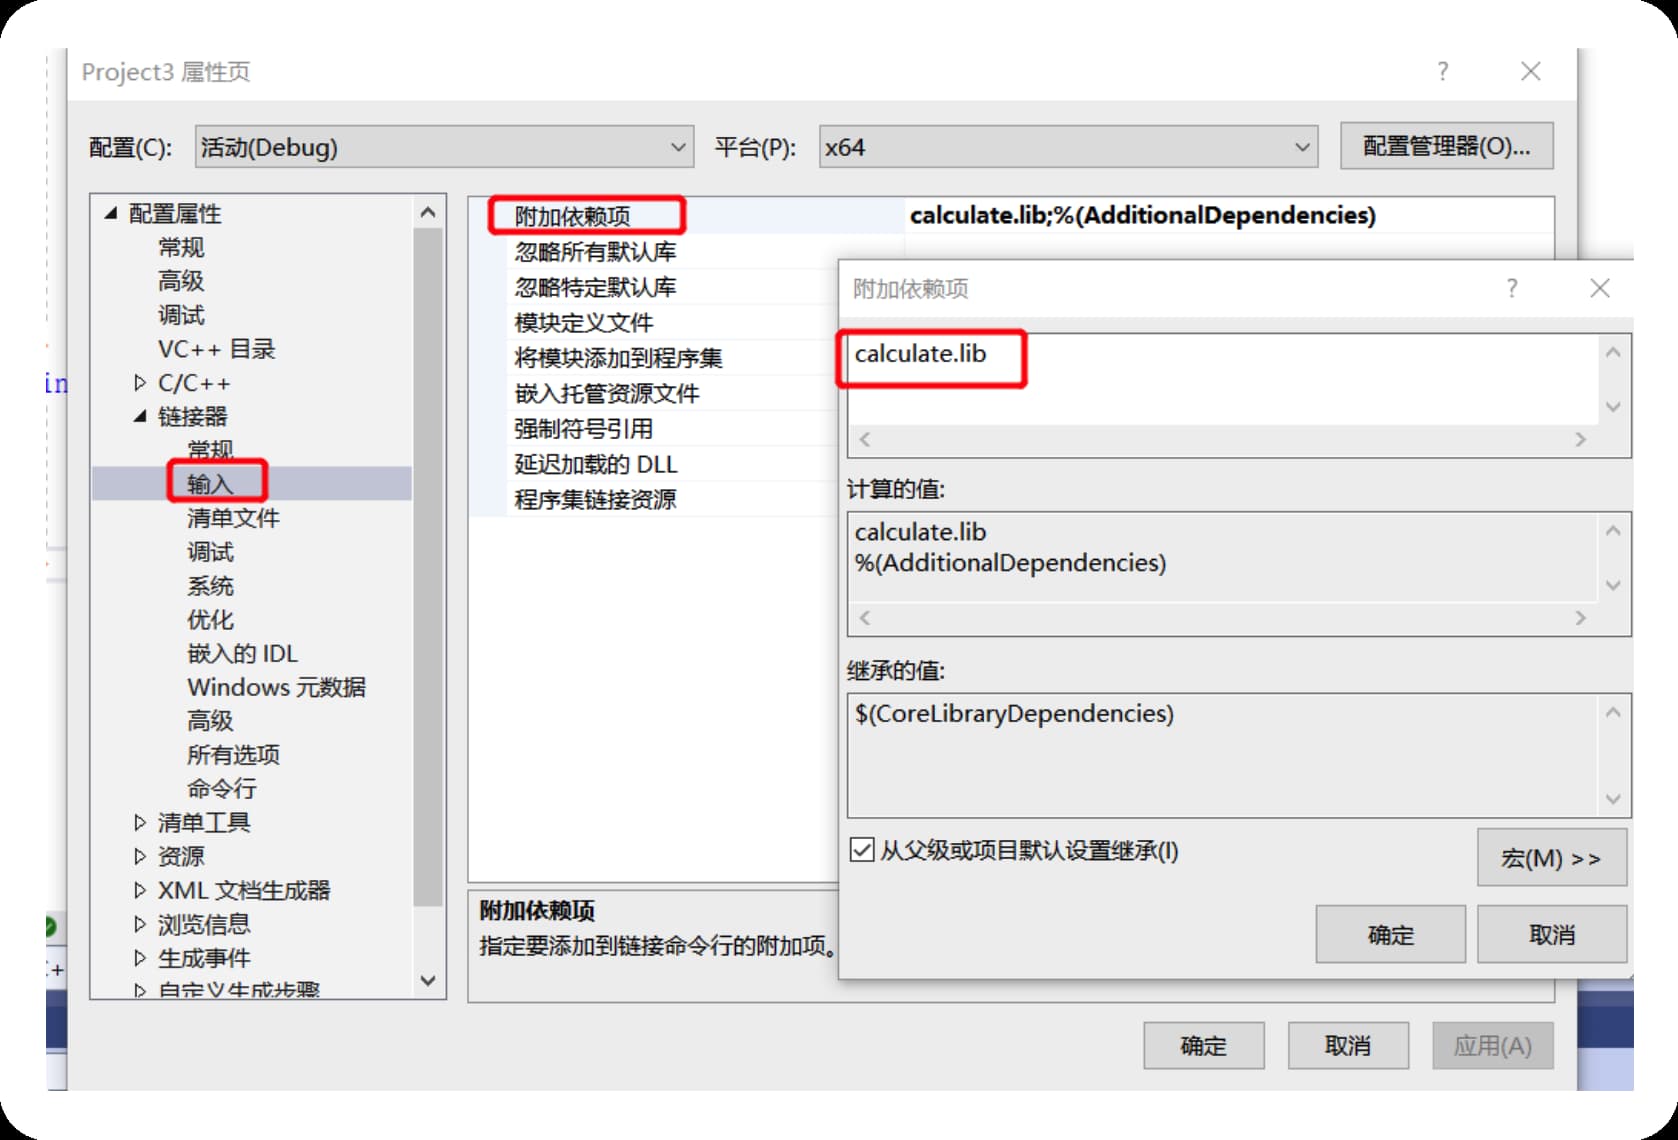 Project3 属性页
配置(C): 活动(Debug) 平台(P): x64 配置管理器(O)...
配置属性
常规
高级
调试
VC++ 目录
C/C++
链接器
常规
输入
清单文件
调试
系统
优化
嵌入的 IDL
Windows 元数据
高级
所有选项
命令行
清单工具
资源
XML 文档生成器
浏览信息
生成事件
自定义生成步骤
附加依赖项 calculate.lib;%(AdditionalDependencies)
忽略所有默认库
忽略特定默认库
模块定义文件
将模块添加到程序集
嵌入托管资源文件
强制符号引用
延迟加载的 DLL
程序集链接资源
附加依赖项
指定要添加到链接命令行的附加项。
附加依赖项
calculate.lib
计算的值:
calculate.lib
%(AdditionalDependencies)
继承的值:
$(CoreLibraryDependencies)
从父级或项目默认设置继承(I)
宏(M) >>
确定 取消
确定 取消 应用(A)
in